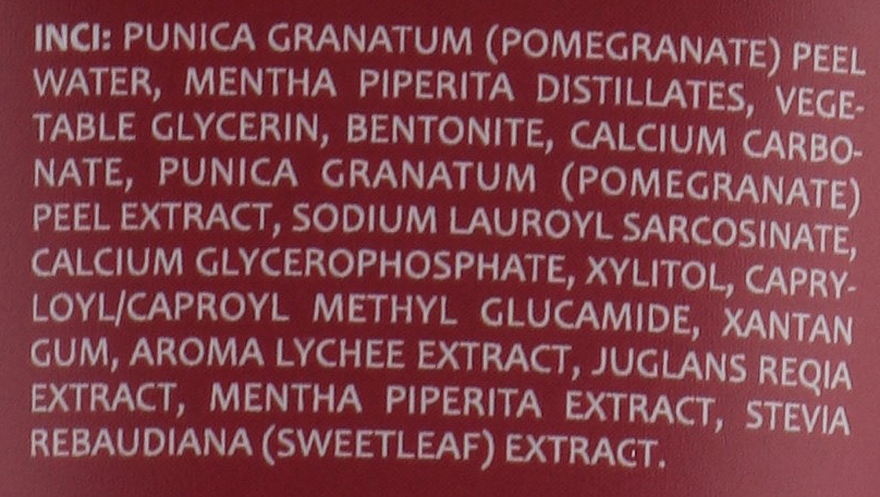 INCI: PUNICA GRANATUM (POMEGRANATE) PEEL
WATER, MENTHA PIPERITA DISTILLATES, VEGE-
TABLE GLYCERIN, BENTONITE, CALCIUM CARBO-
NATE, PUNICA GRANATUM (POMEGRANATE)
PEEL EXTRACT, SODIUM LAUROYL SARCOSINATE,
CALCIUM GLYCEROPHOSPHATE, XYLITOL, CAPRY-
LOYL/CAPROYL METHYL GLUCAMIDE, XANTAN
GUM, AROMA LYCHEE EXTRACT, JUGLANS REQIA
EXTRACT, MENTHA PIPERITA EXTRACT, STEVIA
REBAUDIANA (SWEETLEAF) EXTRACT.